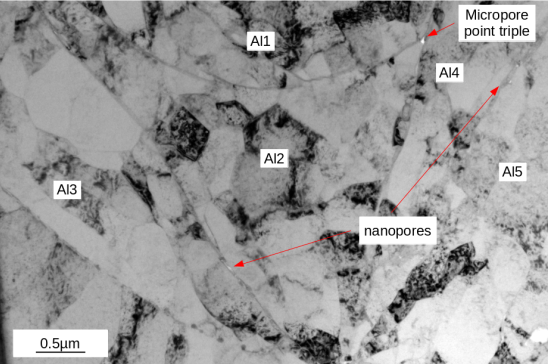 Micropore
point triple
Al1
Al4
Al2
Al5
Al3
nanopores
0.5µm